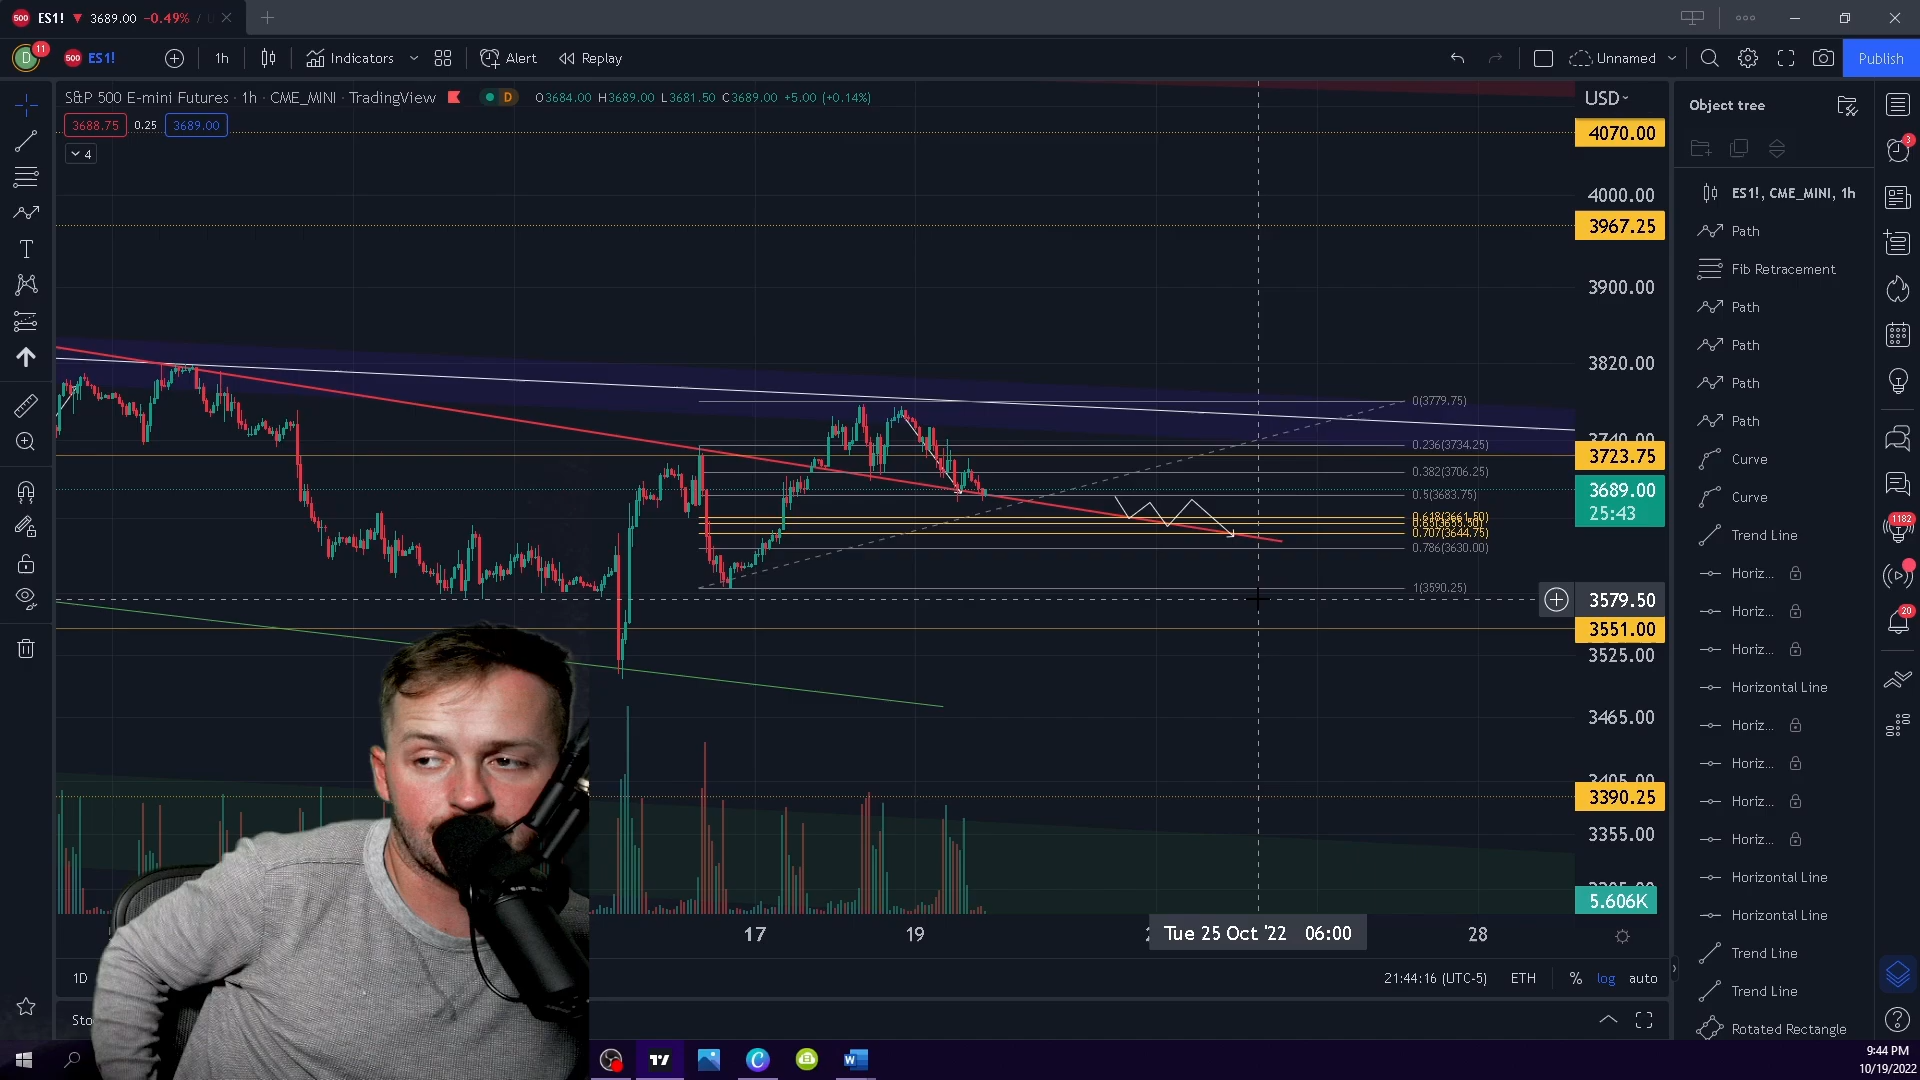 500 ES1! ▼ 3689.00 −0.49% /
D 11 500 ES1! 1h Indicators Alert Replay Unnamed Publish
S&P 500 E-mini Futures · 1h · CME_MINI · TradingView D O3684.00 H3689.00 L3681.50 C3689.00 +5.00 (+0.14%)
3688.75 0.25 3689.00
4
USD
4070.00
4000.00
3967.25
3900.00
3820.00
3740.00
3723.75
3689.00
25:43
3579.50
3551.00
3525.00
3465.00
3405.00
3390.25
3355.00
5.606K
0(3779.75)
0.236(3734.25)
0.382(3706.25)
0.5(3683.75)
0.618(3661.50)
0.707(3644.75)
0.786(3630.00)
1(3590.25)
17 19 Tue 25 Oct '22 06:00 28
1D 21:44:16 (UTC-5) ETH % log auto
Sto
Object tree
ES1!, CME_MINI, 1h
Path
Fib Retracement
Path
Path
Path
Path
Curve
Curve
Trend Line
Horiz...
Horiz...
Horiz...
Horizontal Line
Horiz...
Horiz...
Horiz...
Horiz...
Horizontal Line
Horizontal Line
Trend Line
Trend Line
Rotated Rectangle
3
1182
20
9:44 PM
10/19/2022